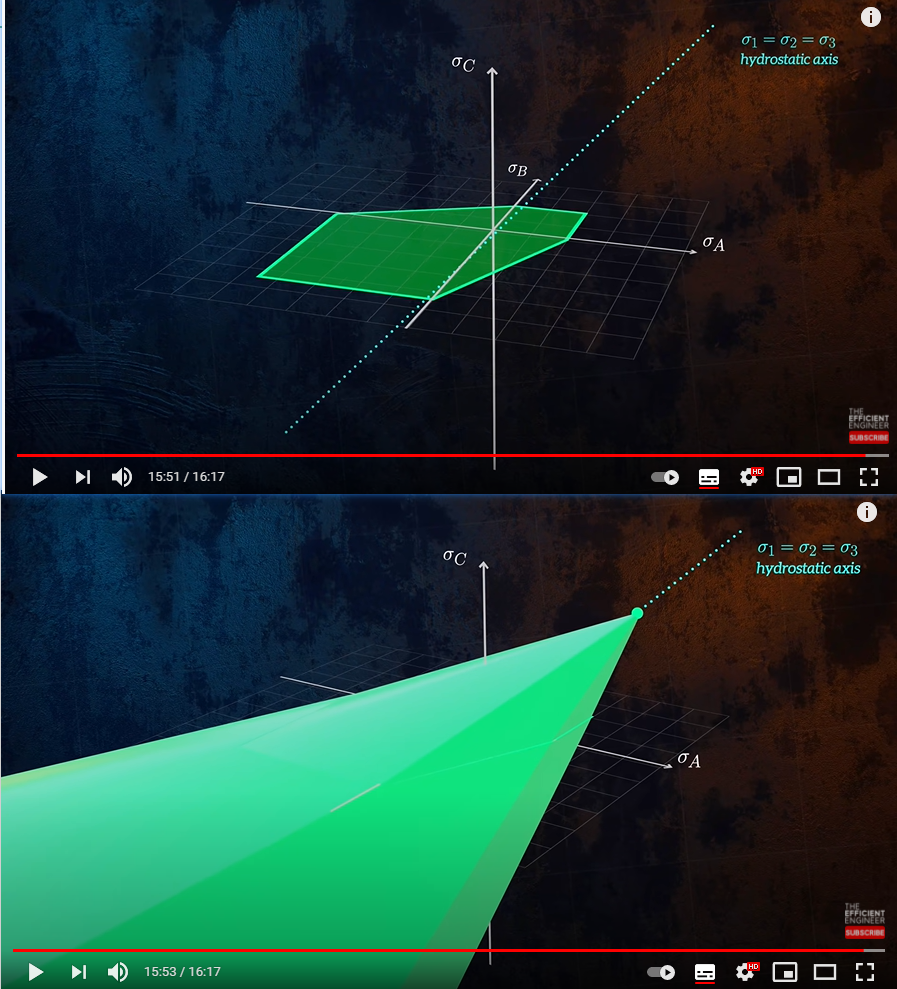 σ₁ = σ₂ = σ₃
hydrostatic axis
σC
σB
σA
THE
EFFICIENT
ENGINEER
SUBSCRIBE
15:51 / 16:17
HD
σ₁ = σ₂ = σ₃
hydrostatic axis
σC
σA
THE
EFFICIENT
ENGINEER
SUBSCRIBE
15:53 / 16:17
HD